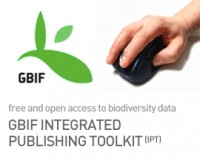 GBIF
free and open access to biodiversity data
GBIF INTEGRATED
PUBLISHING TOOLKIT (IPT)